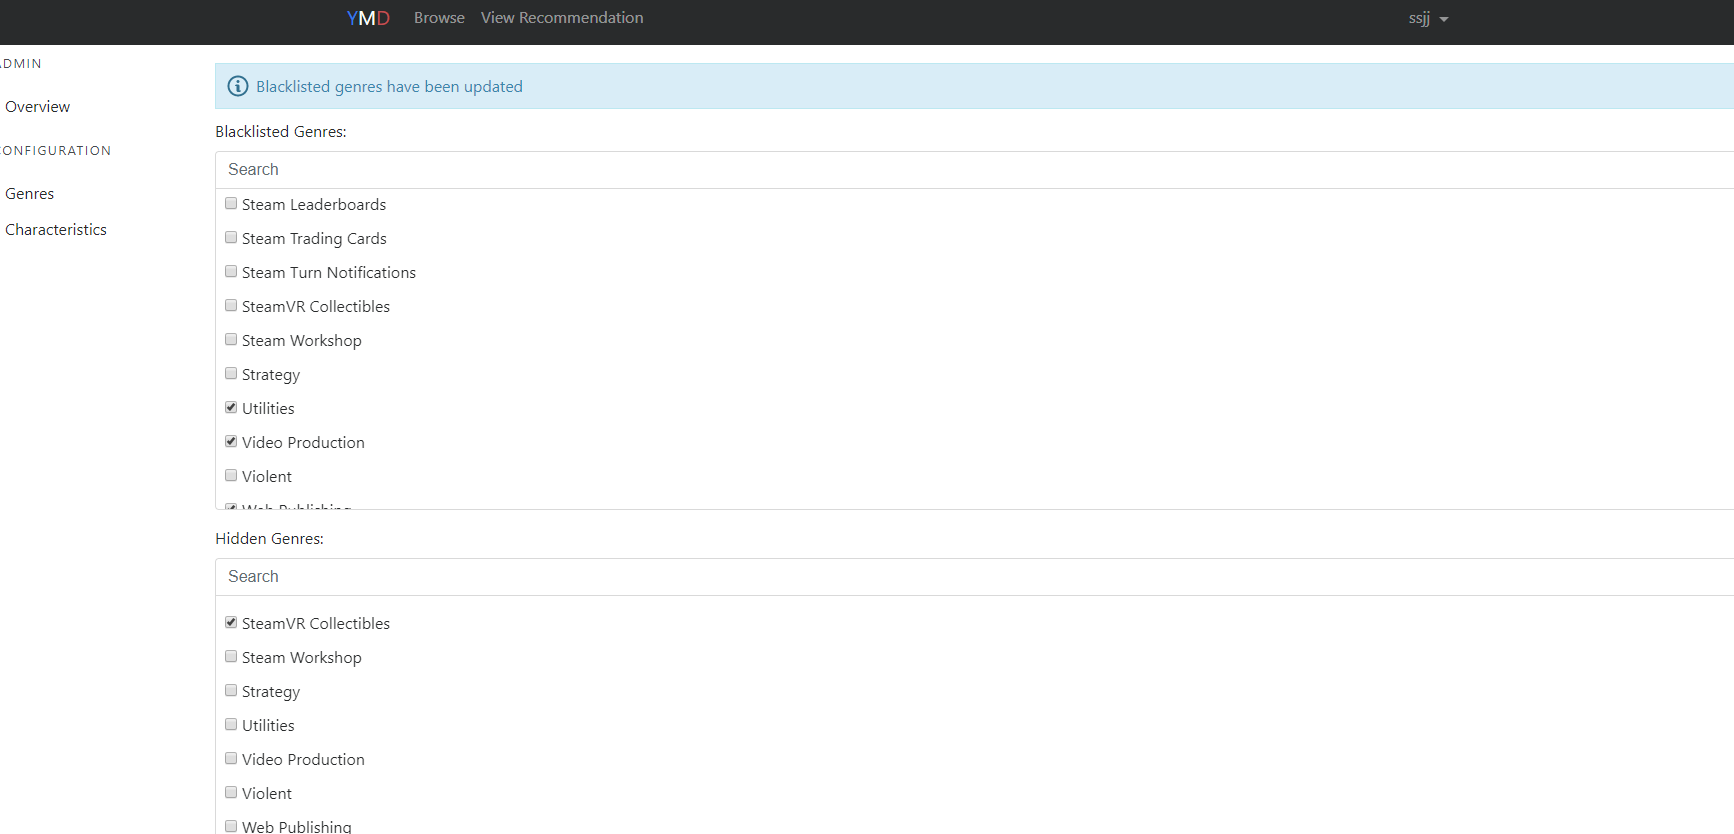 YMD Browse View Recommendation ssjj
DMIN
Blacklisted genres have been updated
Overview
Blacklisted Genres:
ONFIGURATION
Search
Genres
Steam Leaderboards
Characteristics
Steam Trading Cards
Steam Turn Notifications
SteamVR Collectibles
Steam Workshop
Strategy
Utilities
Video Production
Violent
Web Publishing
Hidden Genres:
Search
SteamVR Collectibles
Steam Workshop
Strategy
Utilities
Video Production
Violent
Web Publishing